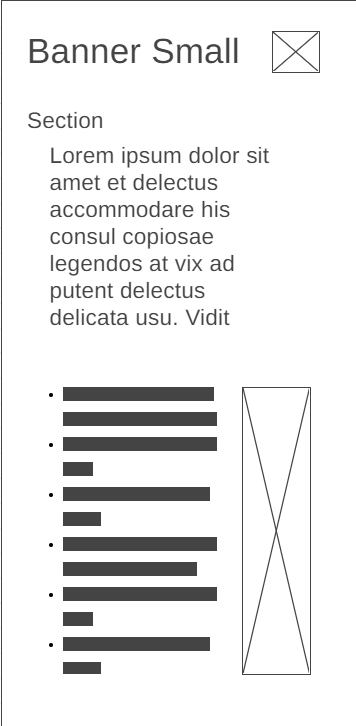 Banner Small
Section
Lorem ipsum dolor sit
amet et delectus
accommodare his
consul copiosae
legendos at vix ad
putent delectus
delicata usu. Vidit